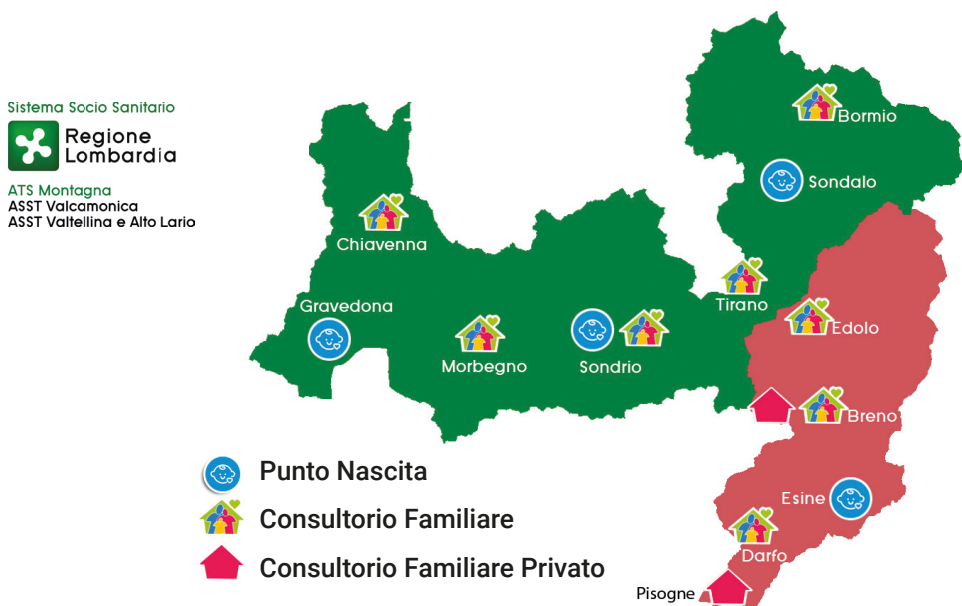 Sistema Socio Sanitario
Regione
Lombardia
ATS Montagna
ASST Valcamonica
ASST Valtellina e Alto Lario
Bormio
Sondalo
Chiavenna
Tirano
Gravedona
Edolo
Morbegno
Sondrio
Breno
Punto Nascita
Esine
Consultorio Familiare
Darfo
Consultorio Familiare Privato
Pisogne